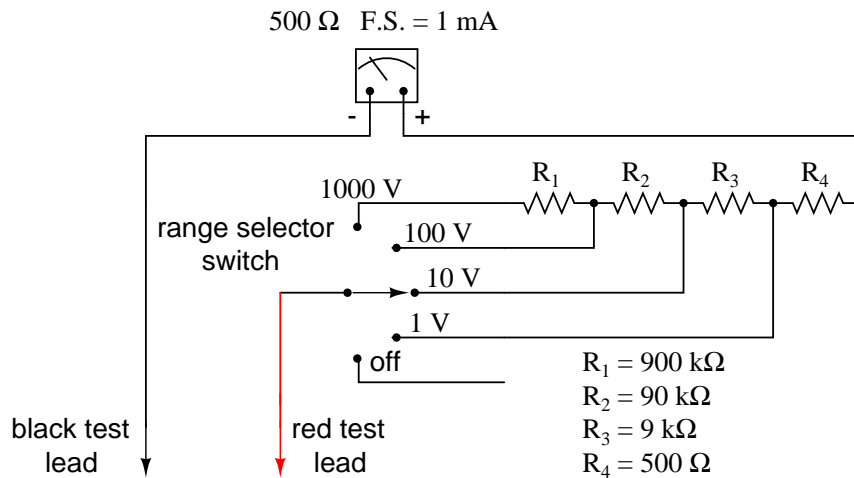 500 Ω F.S. = 1 mA
- +
R₁ R₂ R₃ R₄
1000 V
range selector
switch
100 V
10 V
1 V
off
R₁ = 900 kΩ
R₂ = 90 kΩ
R₃ = 9 kΩ
R₄ = 500 Ω
black test
lead
red test
lead